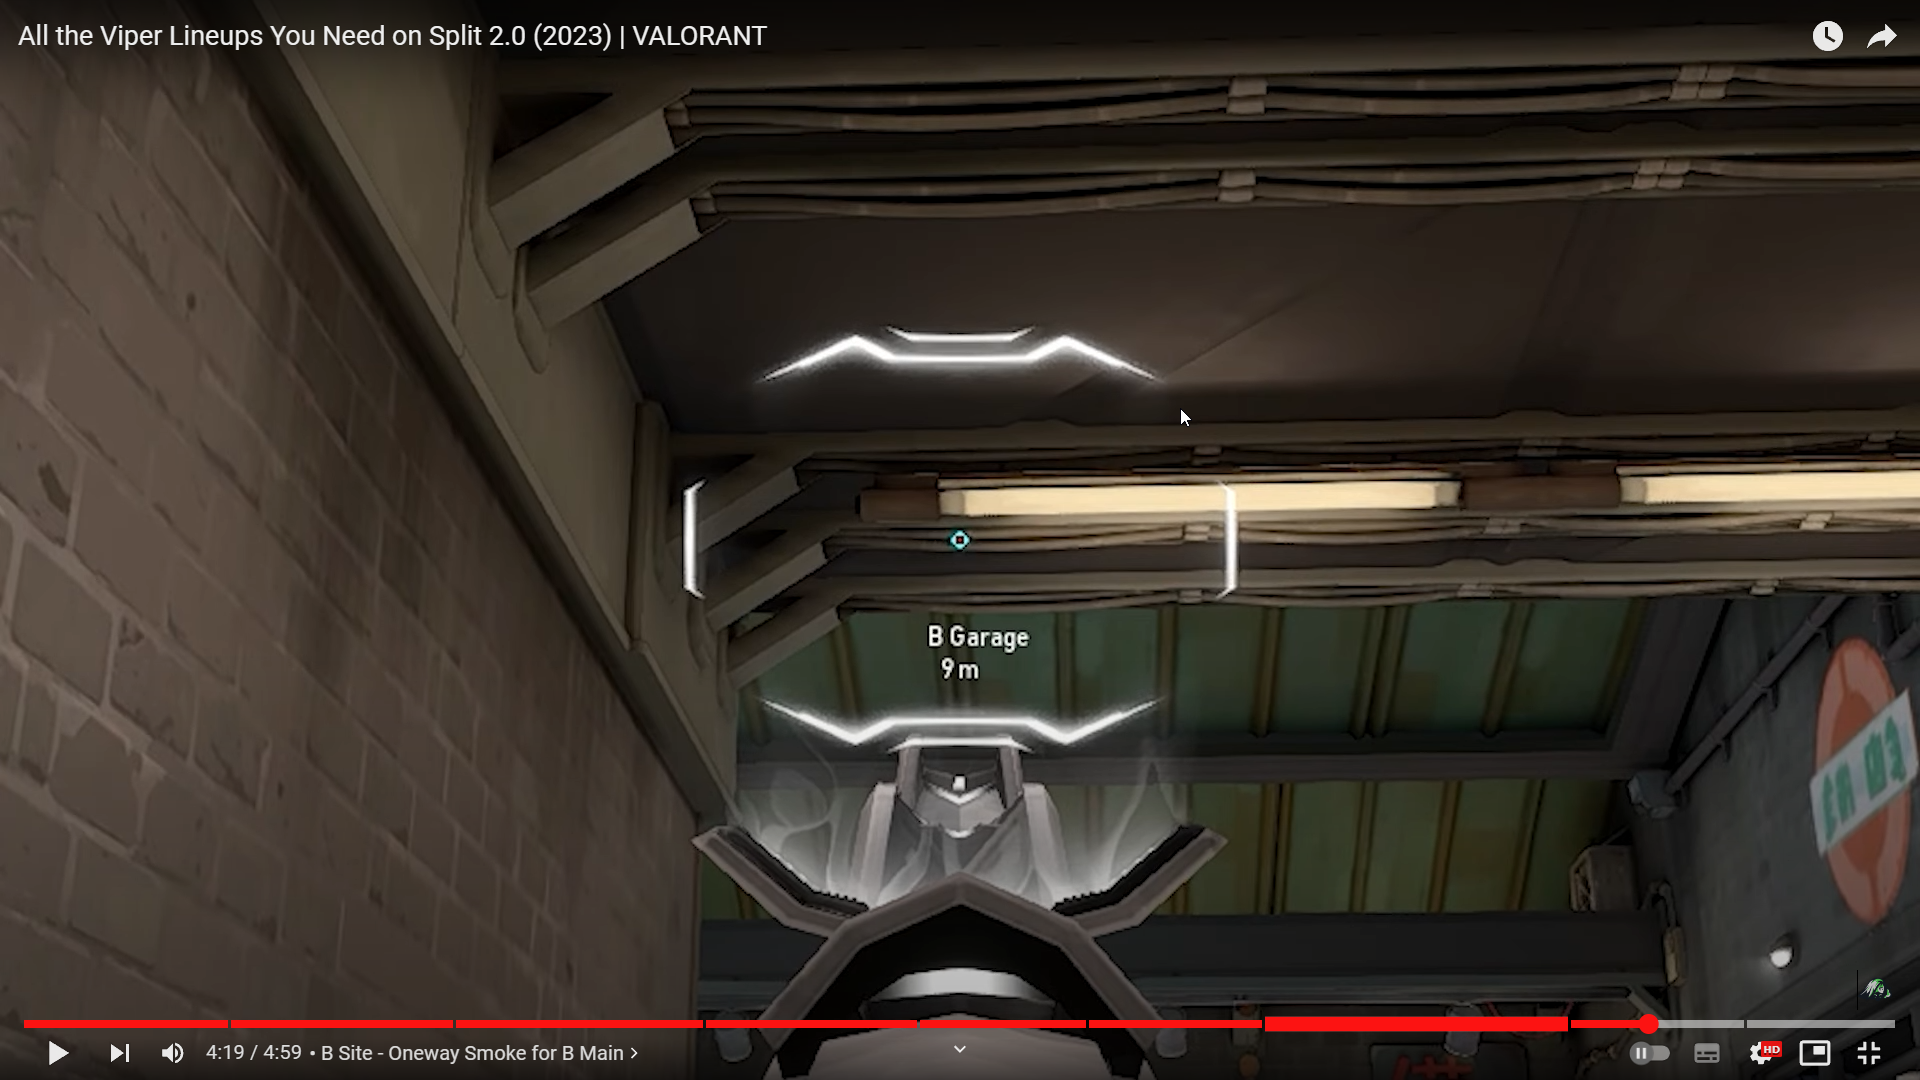 All the Viper Lineups You Need on Split 2.0 (2023) | VALORANT
B Garage
9 m
4:19 / 4:59 • B Site - Oneway Smoke for B Main
HD